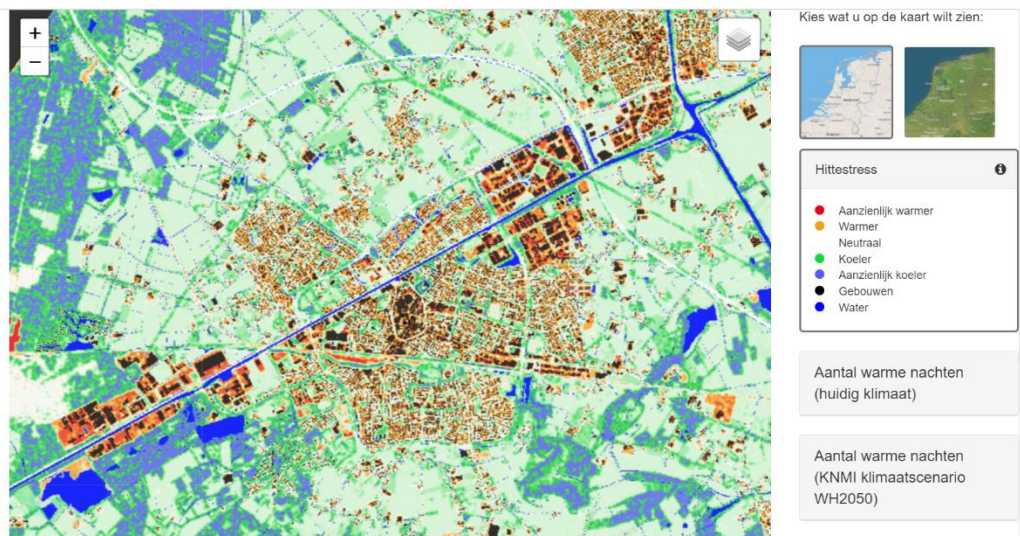 +
−
Kies wat u op de kaart wilt zien:
Hittestress
Aanzienlijk warmer
Warmer
Neutraal
Koeler
Aanzienlijk koeler
Gebouwen
Water
Aantal warme nachten
(huidig klimaat)
Aantal warme nachten
(KNMI klimaatscenario
WH2050)